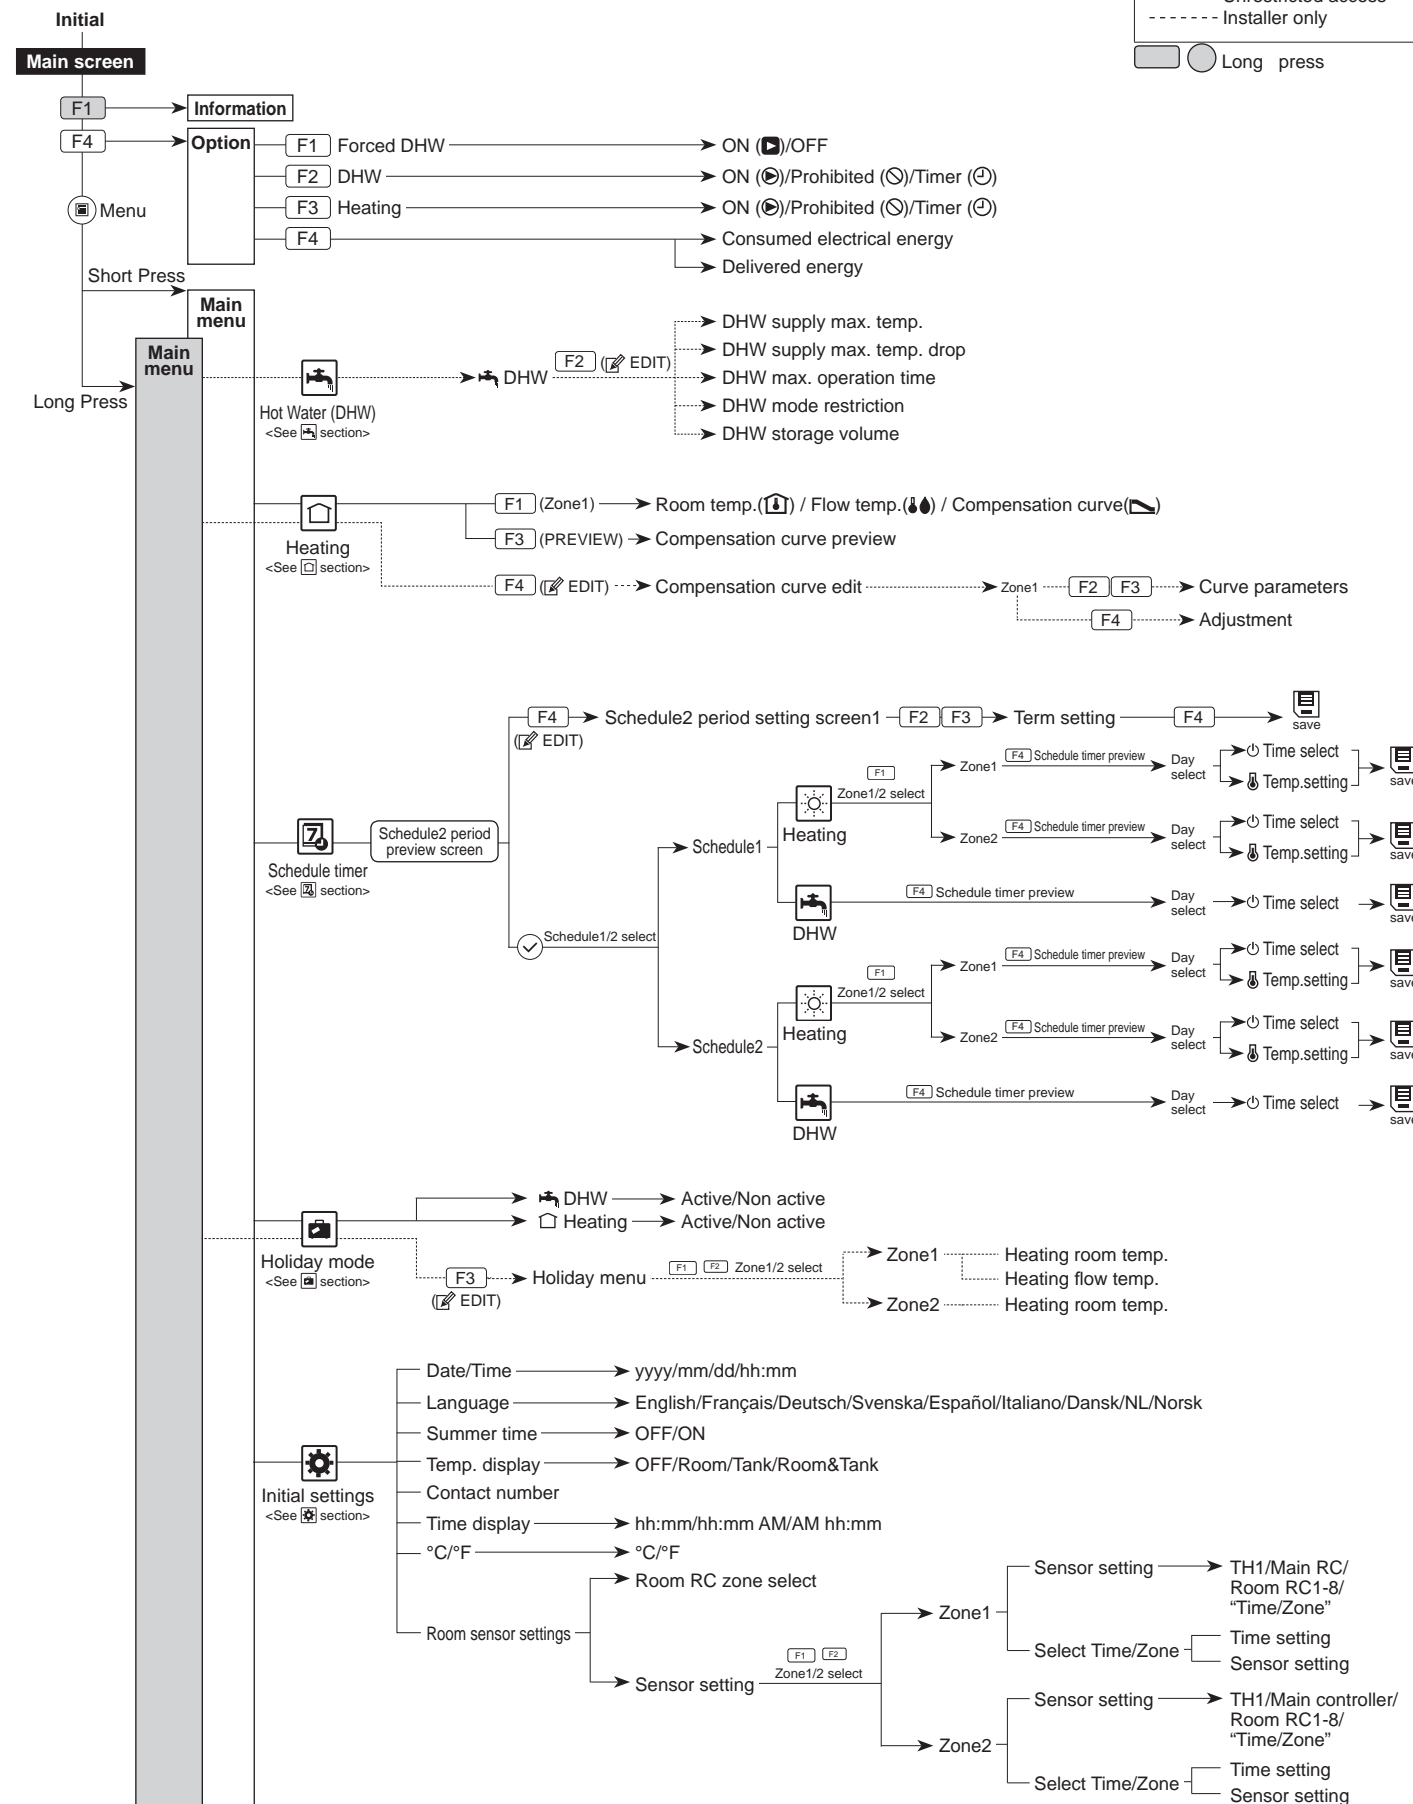 Initial
Installer only
Main screen
Long press
F1 Information
F4 Option F1 Forced DHW ON ( )/OFF
F2 DHW ON ( )/Prohibited ( )/Timer ( )
Menu F3 Heating ON ( )/Prohibited ( )/Timer ( )
F4 Consumed electrical energy
Delivered energy
Short Press
Main
menu
Main
menu
Long Press
DHW supply max. temp.
DHW supply max. temp. drop
DHW F2 ( EDIT) DHW max. operation time
DHW mode restriction
DHW storage volume
Hot Water (DHW)
<See section>
F1 (Zone1) Room temp.( ) / Flow temp.( ) / Compensation curve( )
F3 (PREVIEW) Compensation curve preview
Heating
<See section>
F4 ( EDIT) Compensation curve edit Zone1 F2 F3 Curve parameters
F4 Adjustment
F4 Schedule2 period setting screen1 F2 F3 Term setting F4 save
( EDIT)
Schedule2 period
preview screen
Schedule timer
<See section>
Schedule1/2 select
Schedule1
Heating
F1
Zone1/2 select
Zone1 F4 Schedule timer preview Day
select
Time select
Temp.setting
Zone2 F4 Schedule timer preview Day
select
Time select
Temp.setting
DHW
F4 Schedule timer preview Day
select
Time select
Schedule2
Heating
F1
Zone1/2 select
Zone1 F4 Schedule timer preview Day
select
Time select
Temp.setting
Zone2 F4 Schedule timer preview Day
select
Time select
Temp.setting
DHW
F4 Schedule timer preview Day
select
Time select
DHW Active/Non active
Heating Active/Non active
Holiday mode
<See section>
F3 Holiday menu F1 F2 Zone1/2 select
( EDIT)
Zone1 Heating room temp.
Heating flow temp.
Zone2 Heating room temp.
Initial settings
<See section>
Date/Time yyyy/mm/dd/hh:mm
Language English/Français/Deutsch/Svenska/Español/Italiano/Dansk/NL/Norsk
Summer time OFF/ON
Temp. display OFF/Room/Tank/Room&Tank
Contact number
Time display hh:mm/hh:mm AM/AM hh:mm
°C/°F °C/°F
Room sensor settings
Room RC zone select
Sensor setting
F1 F2
Zone1/2 select
Zone1
Sensor setting TH1/Main RC/
Room RC1-8/
“Time/Zone”
Select Time/Zone Time setting
Sensor setting
Zone2
Sensor setting TH1/Main controller/
Room RC1-8/
“Time/Zone”
Select Time/Zone Time setting
Sensor setting